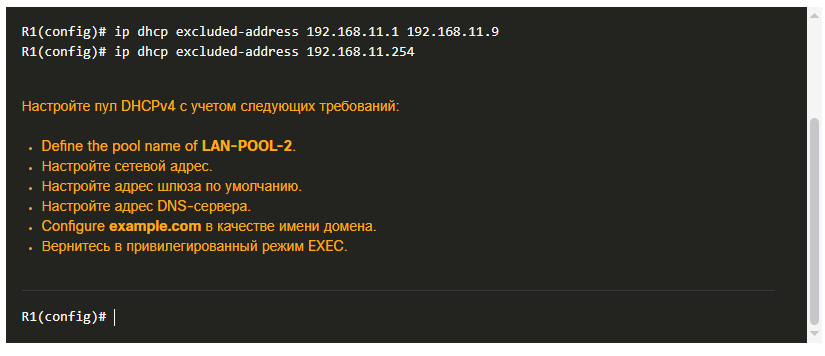 R1(config)# ip dhcp excluded-address 192.168.11.1 192.168.11.9
R1(config)# ip dhcp excluded-address 192.168.11.254
Настройте пул DHCPv4 с учетом следующих требований:
• Define the pool name of LAN-POOL-2.
• Настройте сетевой адрес.
• Настройте адрес шлюза по умолчанию.
• Настройте адрес DNS-сервера.
• Configure example.com в качестве имени домена.
• Вернитесь в привилегированный режим EXEC.
R1(config)#